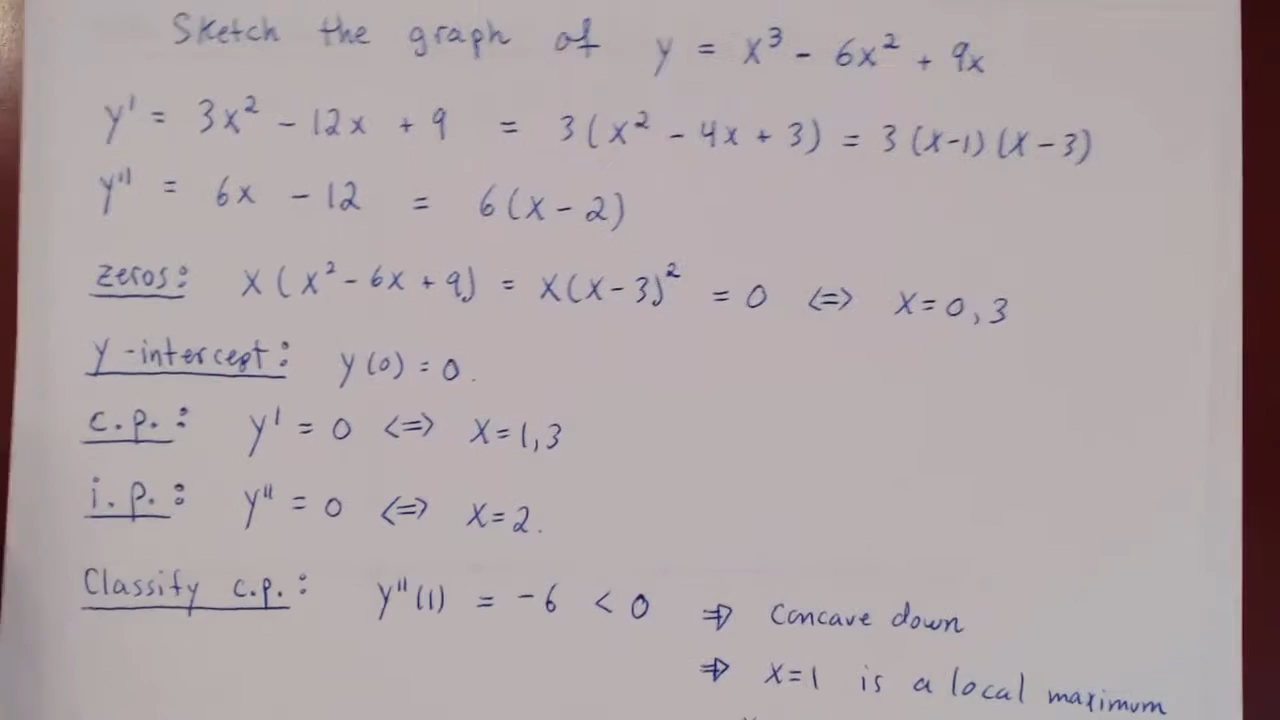 Sketch the graph of y = x³ - 6x² + 9x
y' = 3x² - 12x + 9 = 3(x² - 4x + 3) = 3(x-1)(x-3)
y'' = 6x - 12 = 6(x-2)
zeros: x(x² - 6x + 9) = x(x-3)² = 0 <=> x=0,3
y-intercept: y(0) = 0.
c.p.: y' = 0 <=> x=1,3
i.p.: y'' = 0 <=> x=2.
Classify c.p.: y''(1) = -6 < 0 => concave down
=> x=1 is a local maximum